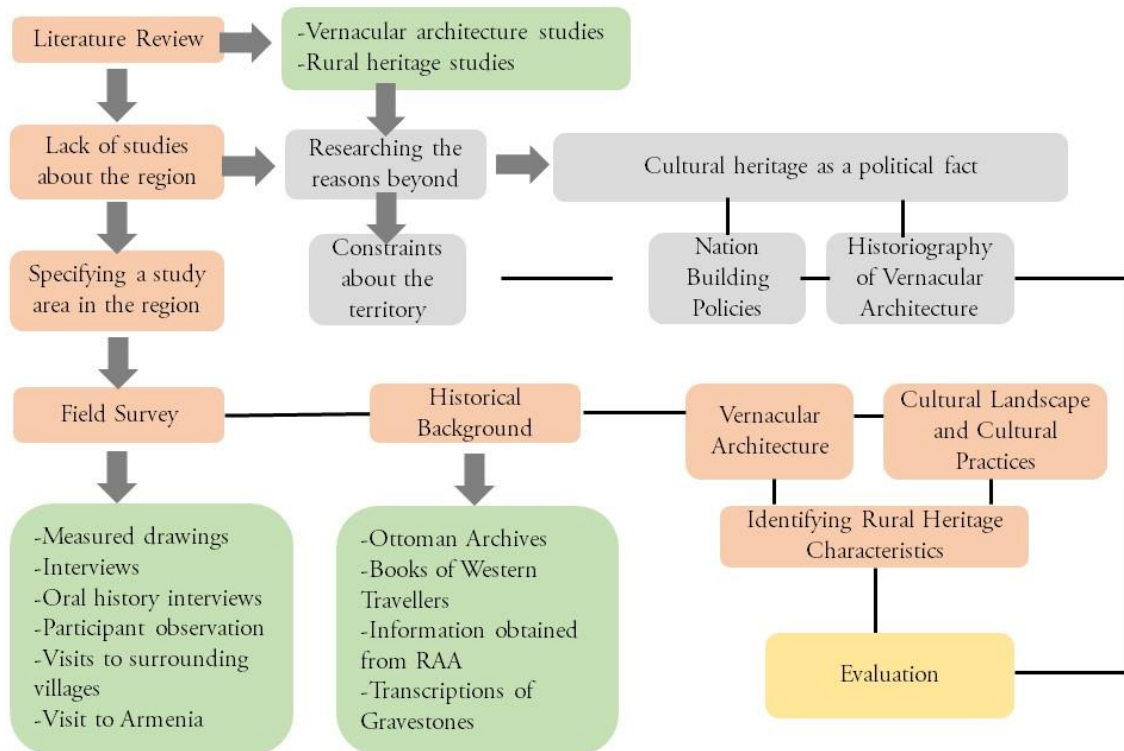 Literature Review
-Vernacular architecture studies
-Rural heritage studies
Lack of studies
about the region
Researching the
reasons beyond
Cultural heritage as a political fact
Specifying a study
area in the region
Constraints
about the
territory
Nation
Building
Policies
Historiography
of Vernacular
Architecture
Field Survey
Historical
Background
Vernacular
Architecture
Cultural Landscape
and Cultural
Practices
Identifying Rural Heritage
Characteristics
-Measured drawings
-Interviews
-Oral history interviews
-Participant observation
-Visits to surrounding
villages
-Visit to Armenia
-Ottoman Archives
-Books of Western
Travellers
-Information obtained
from RAA
-Transcriptions of
Gravestones
Evaluation